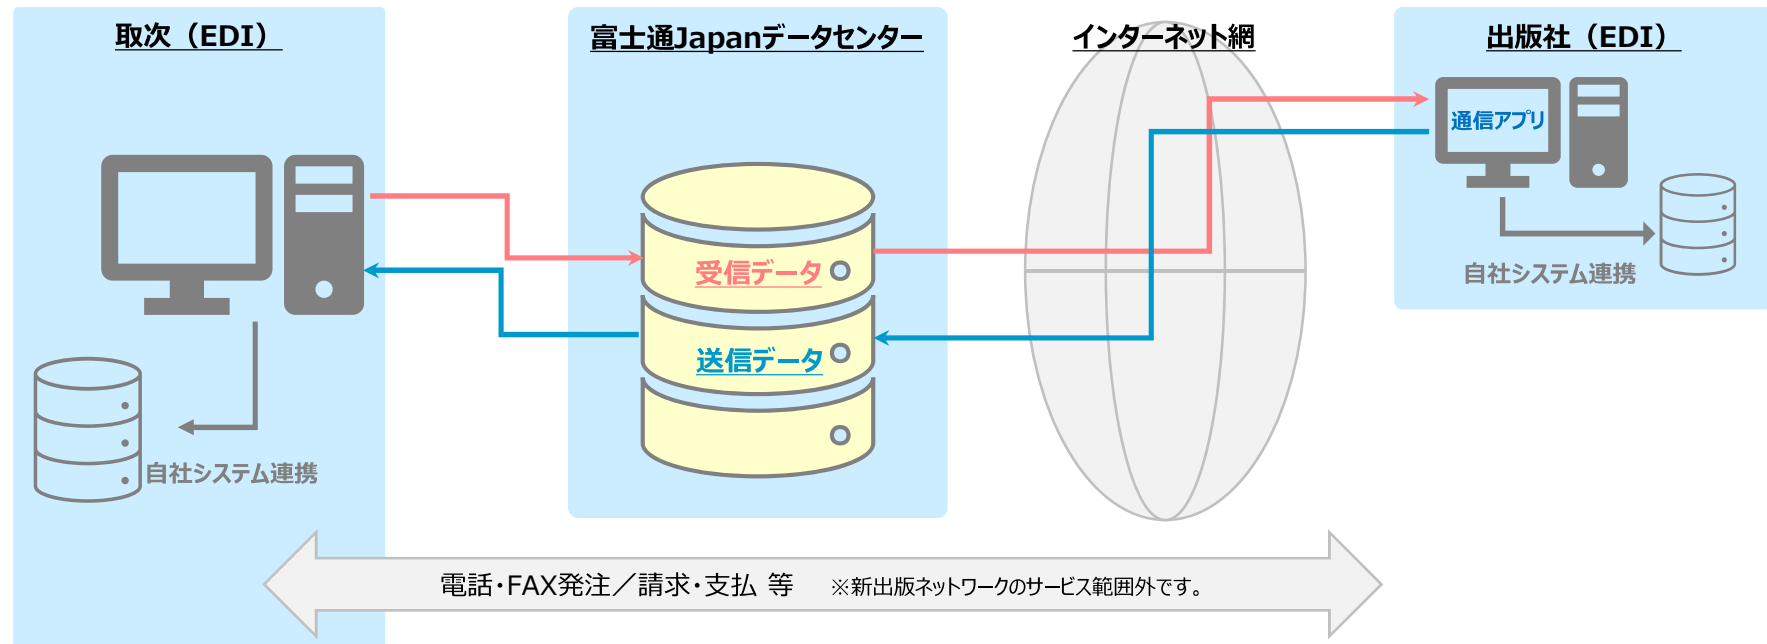 取次（EDI）
富士通Japanデータセンター
インターネット網
出版社（EDI）
通信アプリ
受信データ
自社システム連携
送信データ
自社システム連携
電話・FAX発注／請求・支払 等　※新出版ネットワークのサービス範囲外です。